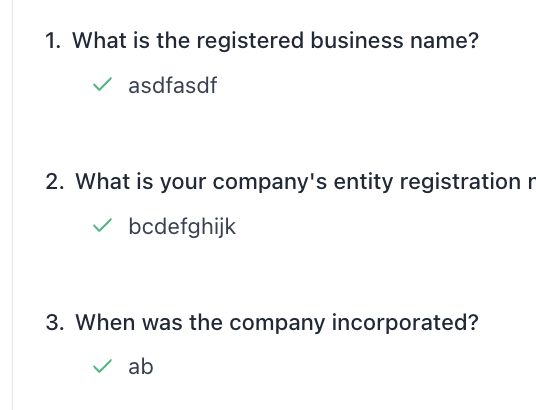 1. What is the registered business name?
asdfasdf
2. What is your company's entity registration
bcdefghijk
3. When was the company incorporated?
ab